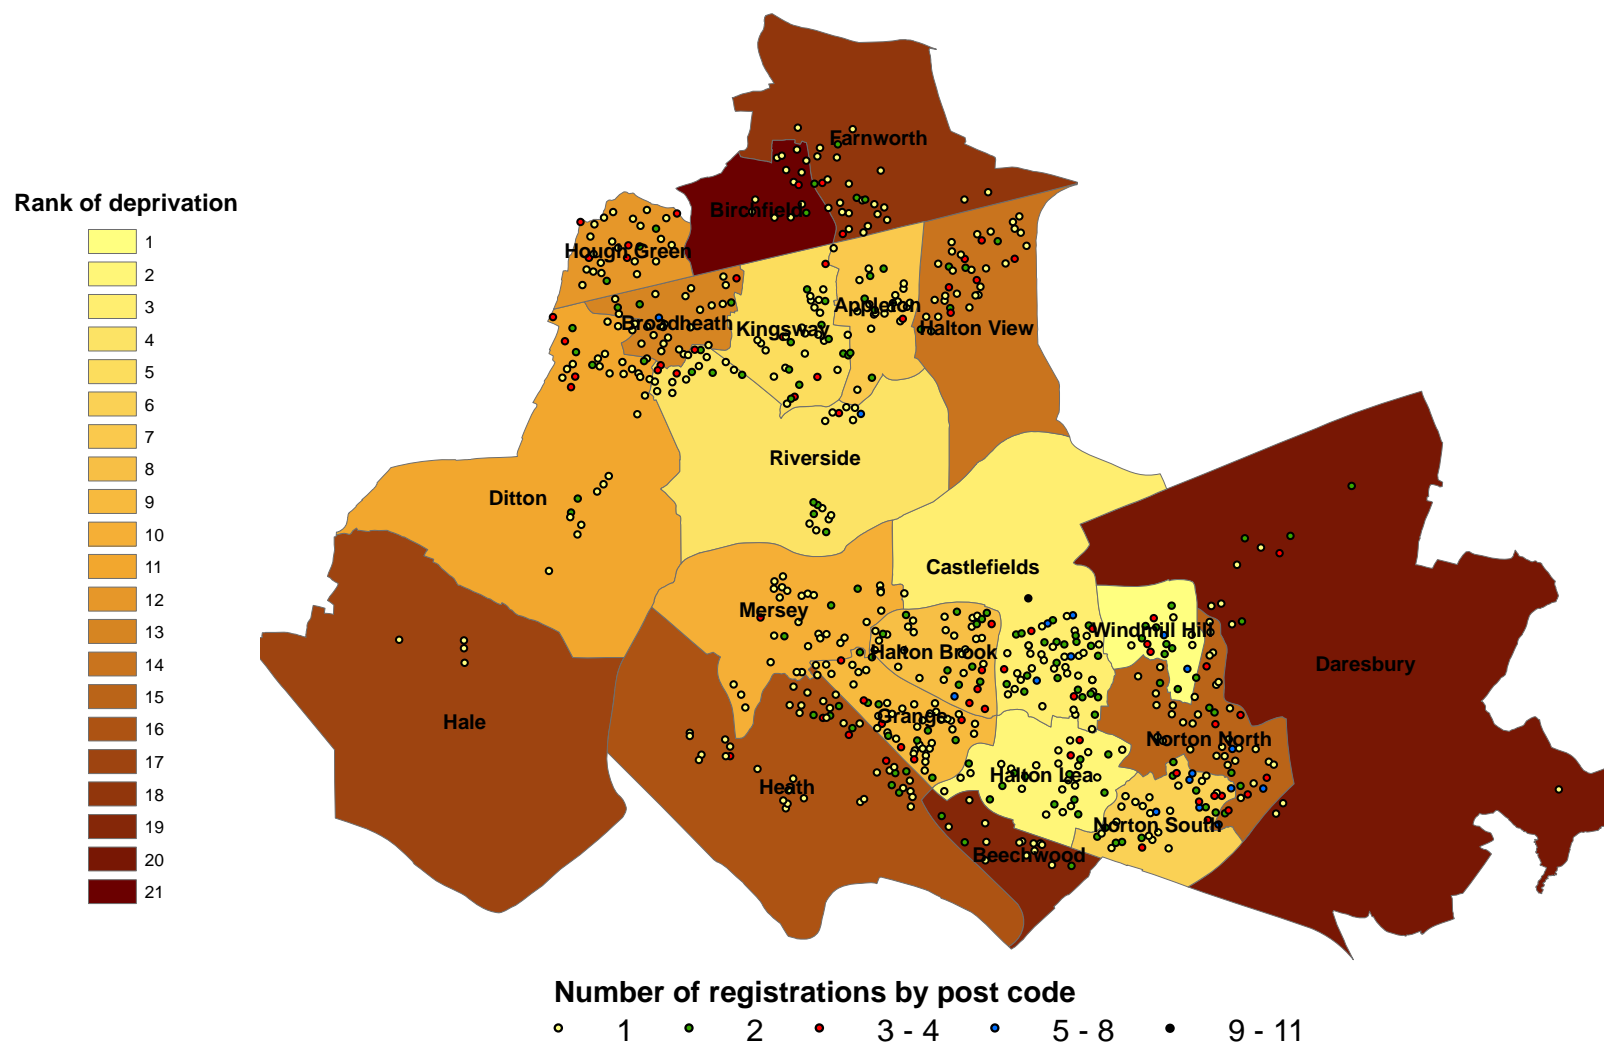 Farnworth
Rank of deprivation
1
2
3
4
5
6
7
8
9
10
11
12
13
14
15
16
17
18
19
20
21
Birchfield
Hough Green
Appleton
Broadheath
Kingsway
Halton View
Riverside
Ditton
Castlefields
Mersey
Windmill Hill
Halton Brook
Daresbury
Grange
Hale
Norton North
Halton Lea
Heath
Norton South
Beechwood
Number of registrations by post code
1 2 3 - 4 5 - 8 9 - 11